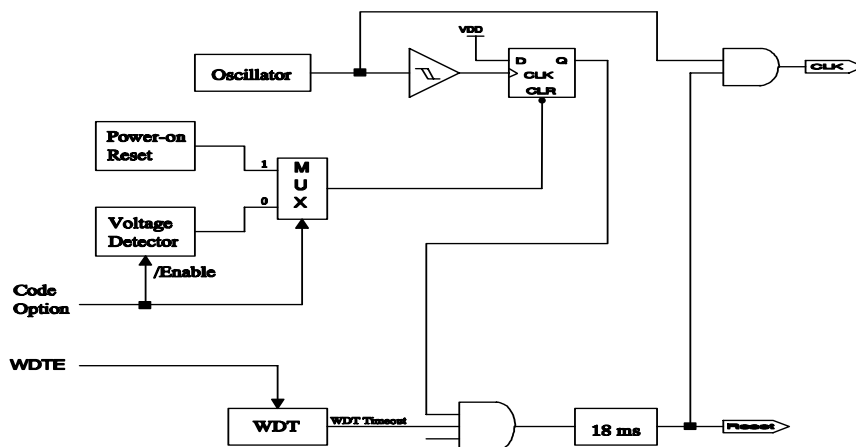 VDD
Oscillator
D Q
CLK
CLR
CLK
Power-on
Reset
1
MUX
0
Voltage
Detector
/Enable
Code
Option
WDTE
WDT
WDT Timeout
18 ms
Reset